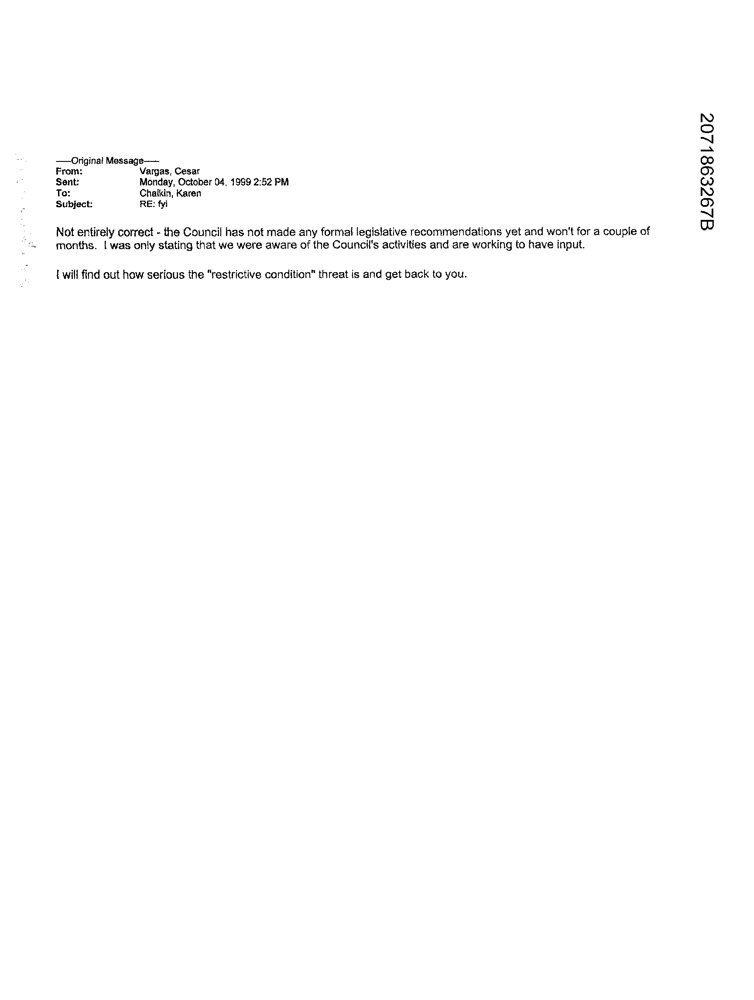 -----Original Message-----
From: Vargas, Cesar
Sent: Monday, October 04, 1999 2:52 PM
To: Chaikin, Karen
Subject: RE: fyi
Not entirely correct - the Council has not made any formal legislative recommendations yet and won't for a couple of
months. I was only stating that we were aware of the Council's activities and are working to have input.
I will find out how serious the "restrictive condition" threat is and get back to you.
2071863267B